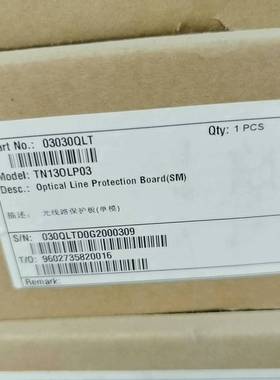 art No.: 03030QLT
Qty: 1 PCS
Model: TN13OLP03
Desc.: Optical Line Protection Board(SM)
描述: 光线路保护板(单模)
S/N: 030QLTD0G2000309
T/O: 9602735820016
Remark: